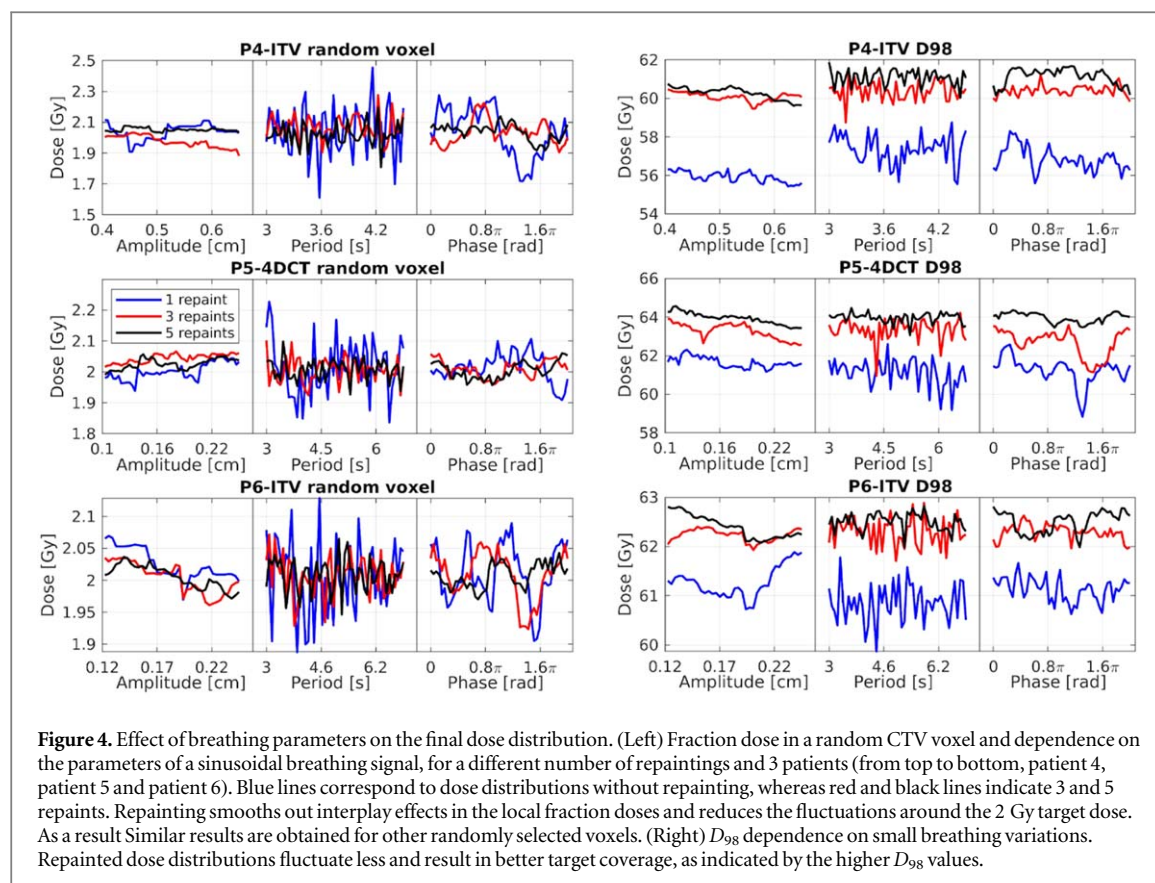 P4-ITV random voxel
2.5
2.3
2.1
1.9
1.7
1.5
Dose [Gy]
0.4 0.5 0.6 3 3.6 4.2 0 0.8π 1.6π
Amplitude [cm] Period [s] Phase [rad]
P4-ITV D98
62
60
58
56
54
Dose [Gy]
0.4 0.5 0.6 3 3.6 4.2 0 0.8π 1.6π
Amplitude [cm] Period [s] Phase [rad]
P5-4DCT random voxel
1 repaint
3 repaints
5 repaints
2.2
2.1
2
1.9
1.8
Dose [Gy]
0.1 0.16 0.22 3 4.5 6 0 0.8π 1.6π
Amplitude [cm] Period [s] Phase [rad]
P5-4DCT D98
66
64
62
60
58
Dose [Gy]
0.1 0.16 0.22 3 4.5 6 0 0.8π 1.6π
Amplitude [cm] Period [s] Phase [rad]
P6-ITV random voxel
2.1
2.05
2
1.95
1.9
Dose [Gy]
0.12 0.17 0.22 3 4.6 6.2 0 0.8π 1.6π
Amplitude [cm] Period [s] Phase [rad]
P6-ITV D98
63
62
61
60
Dose [Gy]
0.12 0.17 0.22 3 4.6 6.2 0 0.8π 1.6π
Amplitude [cm] Period [s] Phase [rad]
Figure 4. Effect of breathing parameters on the final dose distribution. (Left) Fraction dose in a random CTV voxel and dependence on
the parameters of a sinusoidal breathing signal, for a different number of repaintings and 3 patients (from top to bottom, patient 4,
patient 5 and patient 6). Blue lines correspond to dose distributions without repainting, whereas red and black lines indicate 3 and 5
repaints. Repainting smooths out interplay effects in the local fraction doses and reduces the fluctuations around the 2 Gy target dose.
As a result Similar results are obtained for other randomly selected voxels. (Right) D98 dependence on small breathing variations.
Repainted dose distributions fluctuate less and result in better target coverage, as indicated by the higher D98 values.